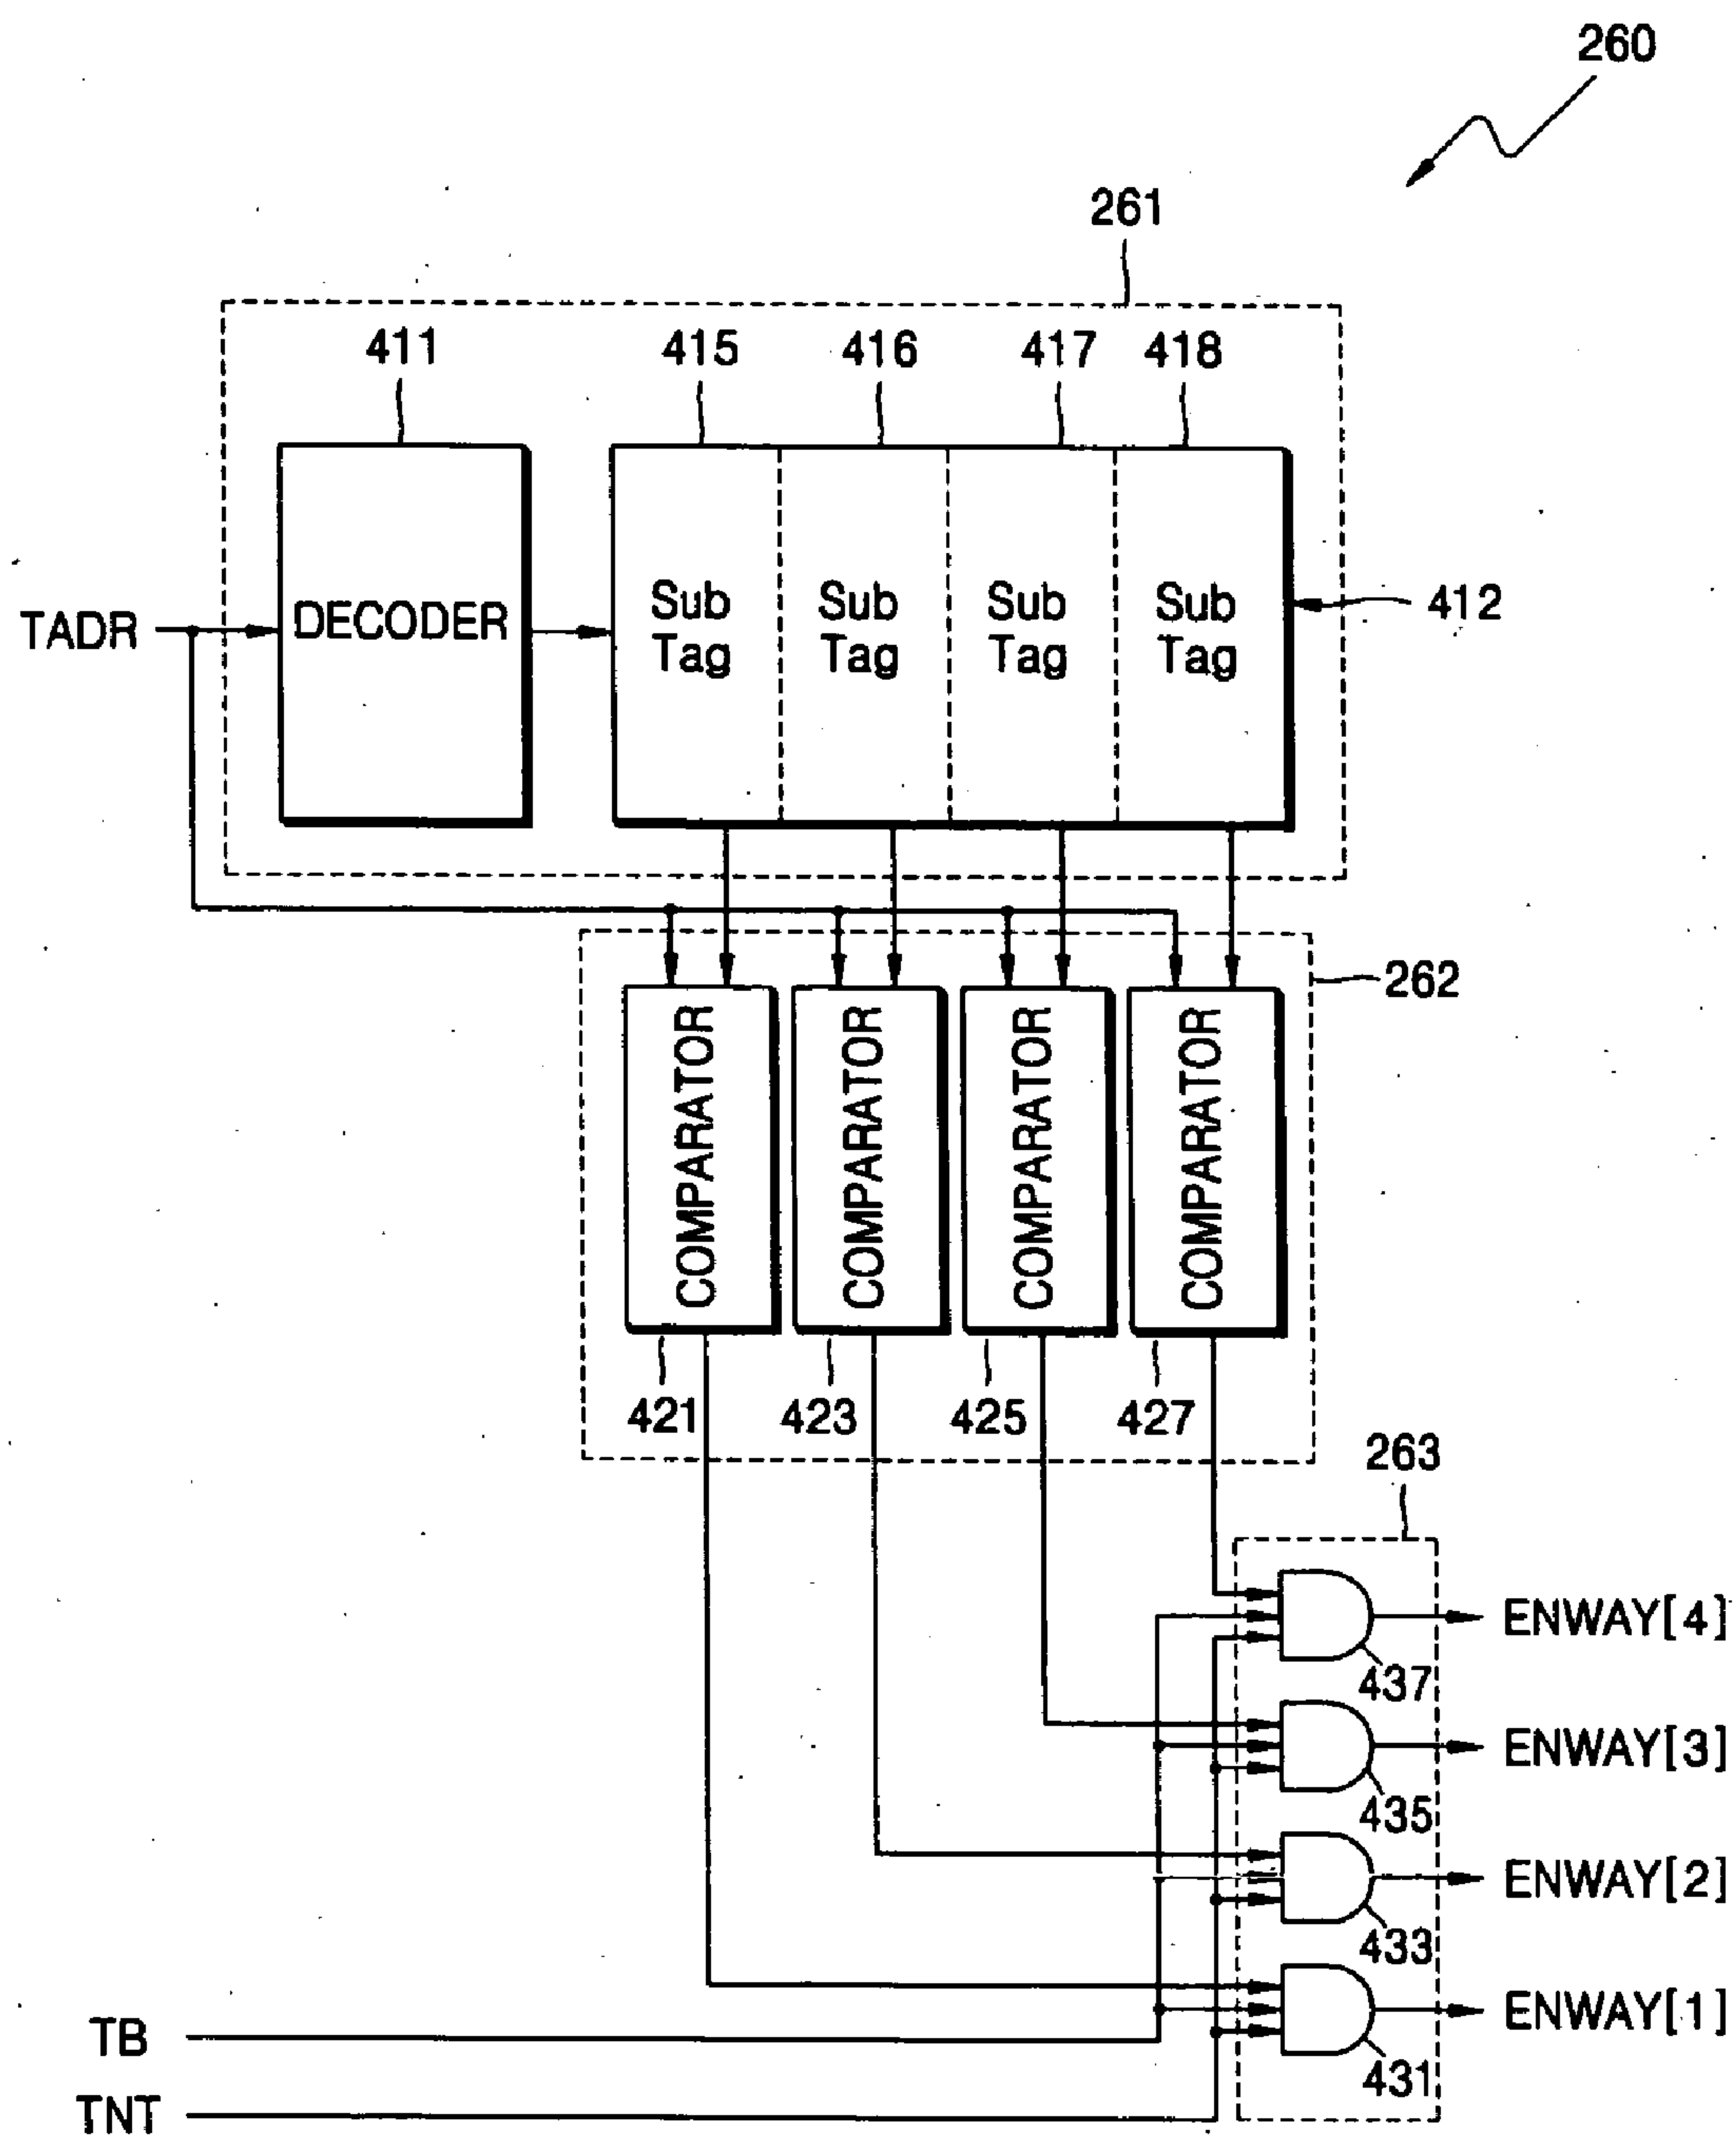 260
261
411 415 416 417 418
TADR DECODER Sub Tag Sub Tag Sub Tag Sub Tag 412
262
COMPARATOR COMPARATOR COMPARATOR COMPARATOR
421 423 425 427
263
ENWAY[4]
437
ENWAY[3]
435
ENWAY[2]
433
ENWAY[1]
TB
431
TNT